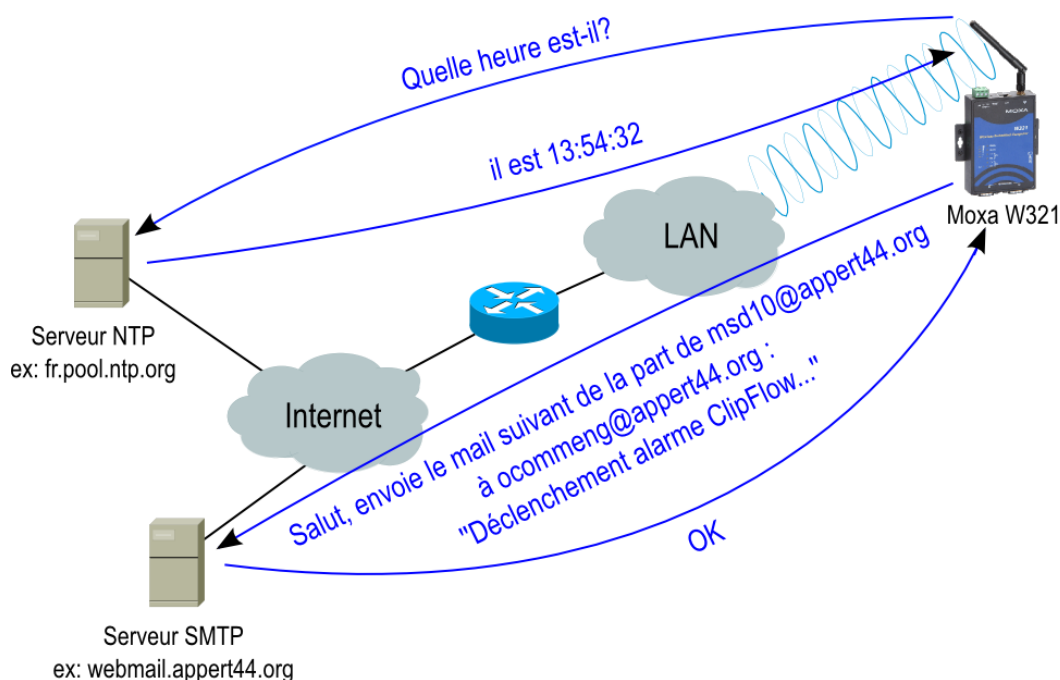 Quelle heure est-il?
il est 13:54:32
MOXA
W321
Moxa W321
LAN
Serveur NTP
ex: fr.pool.ntp.org
Internet
Salut, envoie le mail suivant de la part de msd10@appert44.org
à ocommeng@appert44.org :
"Déclenchement alarme ClipFlow..."
OK
Serveur SMTP
ex: webmail.appert44.org